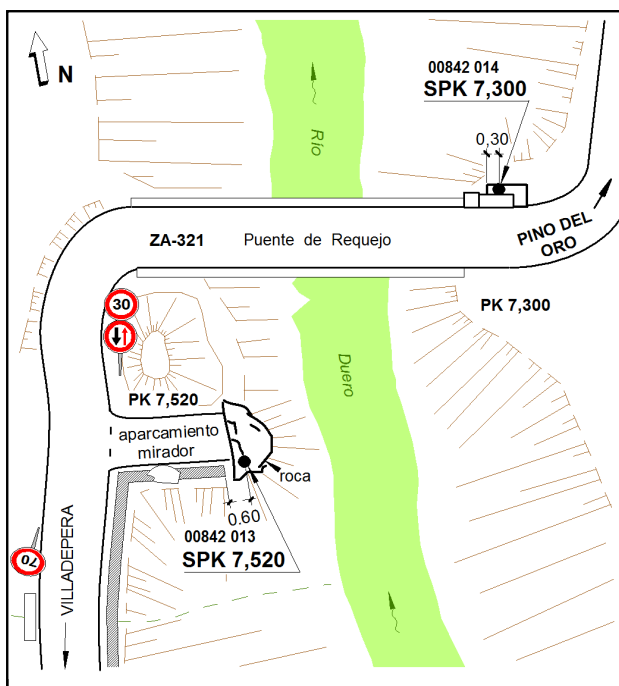 N
00842 014
SPK 7,300
0,30
Río
ZA-321
Puente de Requejo
PINO DEL
ORO
30
PK 7,300
Duero
PK 7,520
aparcamiento
mirador
roca
0.60
00842 013
SPK 7,520
70
VILLADEPERA